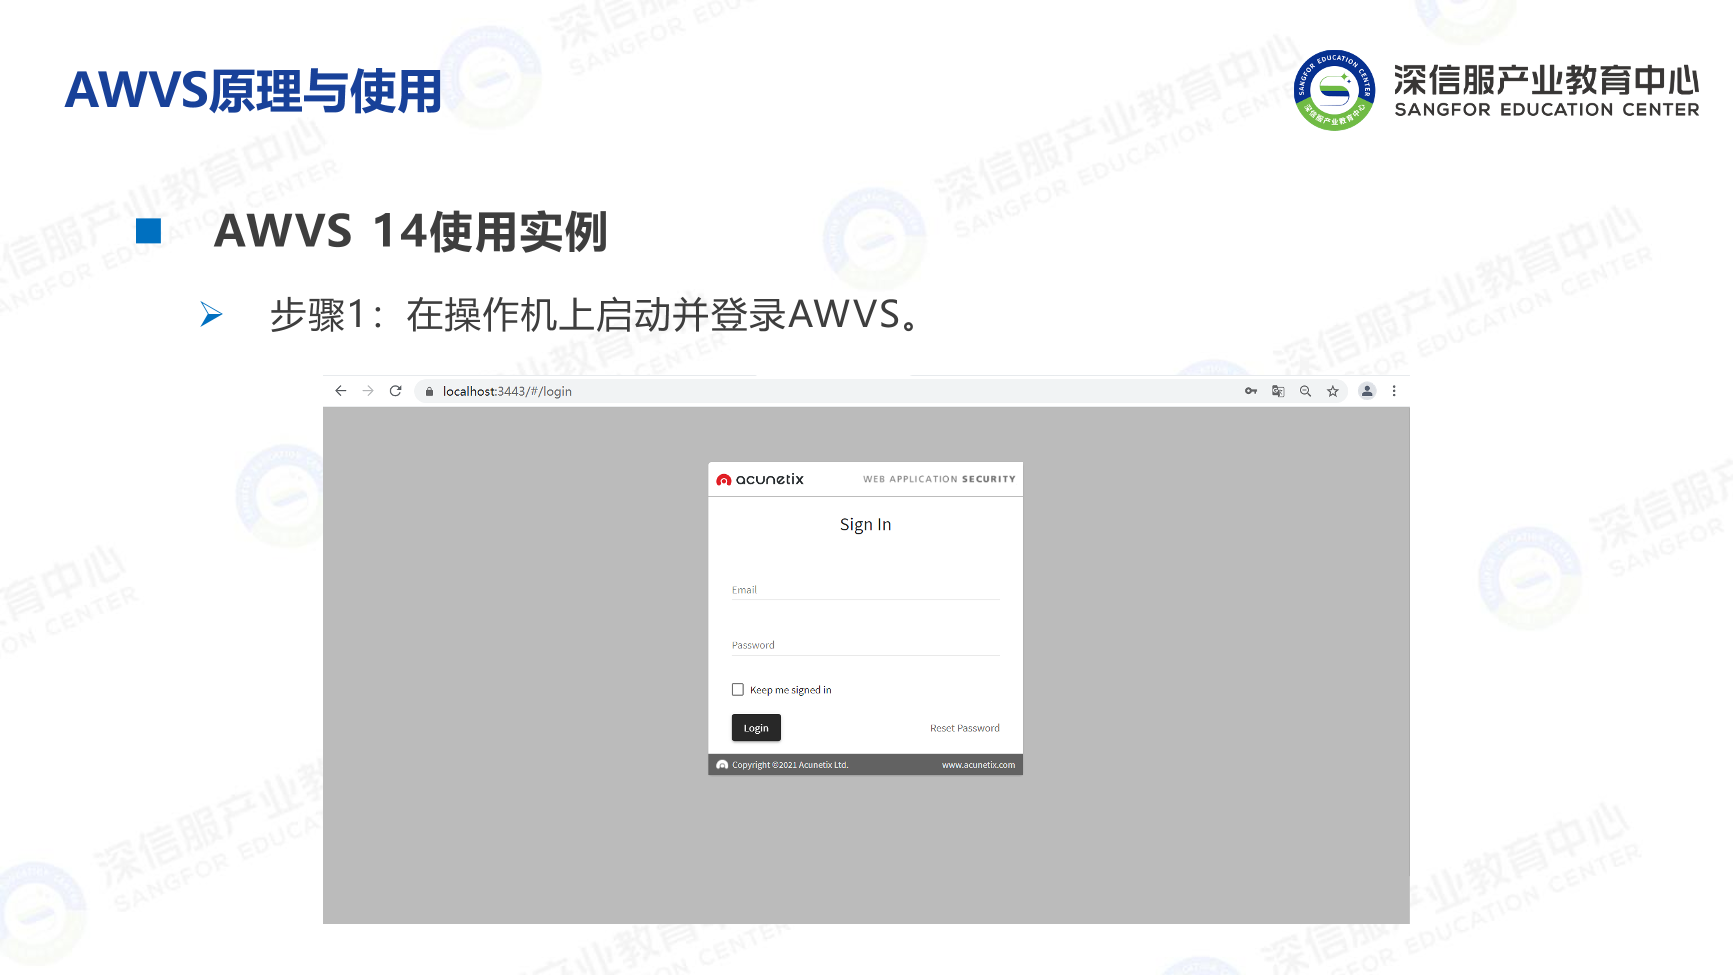 AWVS原理与使用
深信服产业教育中心
SANGFOR EDUCATION CENTER
AWVS 14使用实例
步骤1：在操作机上启动并登录AWVS。
localhost:3443/#/login
acunetix
WEB APPLICATION SECURITY
Sign In
Email
Password
Keep me signed in
Login
Reset Password
Copyright ©2021 Acunetix Ltd.
www.acunetix.com